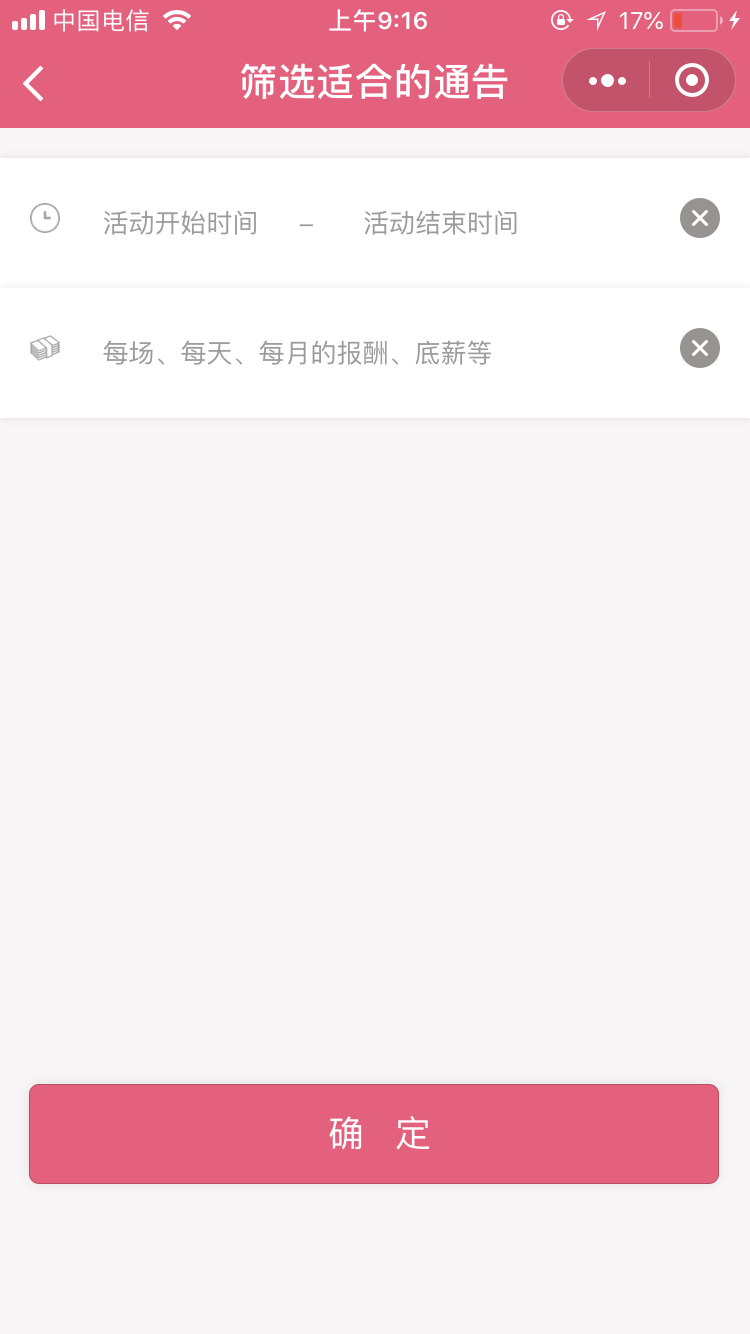 中国电信 上午9:16 17%
筛选适合的通告
活动开始时间 – 活动结束时间
每场、每天、每月的报酬、底薪等
确 定